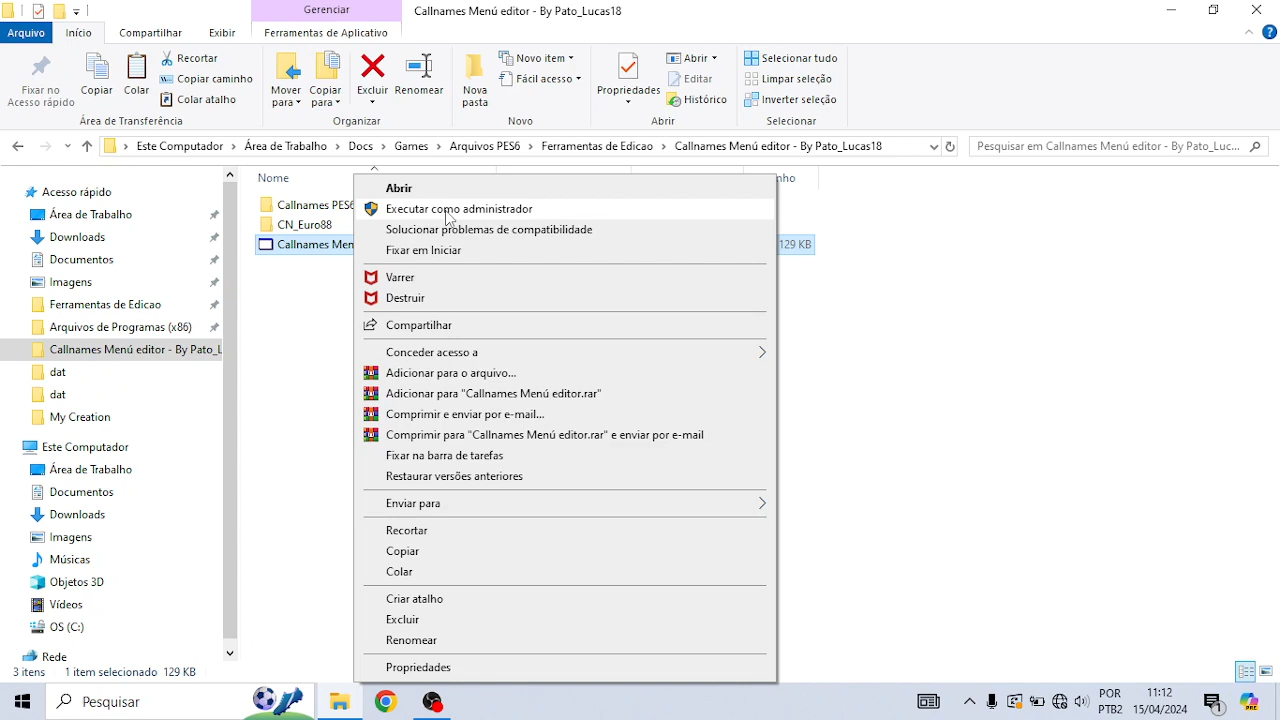 Gerenciar
Callnames Menú editor - By Pato_Lucas18
Arquivo
Início
Compartilhar
Exibir
Ferramentas de Aplicativo
Fixar no
Acesso rápido
Copiar
Colar
Recortar
Copiar caminho
Colar atalho
Área de Transferência
Mover
para
Copiar
para
Excluir
Renomear
Organizar
Nova
pasta
Novo item
Fácil acesso
Novo
Propriedades
Abrir
Editar
Histórico
Abrir
Selecionar tudo
Limpar seleção
Inverter seleção
Selecionar
Este Computador
Área de Trabalho
Docs
Games
Arquivos PES6
Ferramentas de Edicao
Callnames Menú editor - By Pato_Lucas18
Pesquisar em Callnames Menú editor - By Pato_Luc...
Nome
nho
Acesso rápido
Área de Trabalho
Downloads
Documentos
Imagens
Ferramentas de Edicao
Arquivos de Programas (x86)
Callnames Menú editor - By Pato_L
dat
dat
My Creation
Este Computador
Área de Trabalho
Documentos
Downloads
Imagens
Músicas
Objetos 3D
Vídeos
OS (C:)
Rede
Callnames PES6
CN_Euro88
Callnames Men
129 KB
Abrir
Executar como administrador
Solucionar problemas de compatibilidade
Fixar em Iniciar
Varrer
Destruir
Compartilhar
Conceder acesso a
Adicionar para o arquivo...
Adicionar para "Callnames Menú editor.rar"
Comprimir e enviar por e-mail...
Comprimir para "Callnames Menú editor.rar" e enviar por e-mail
Fixar na barra de tarefas
Restaurar versões anteriores
Enviar para
Recortar
Copiar
Colar
Criar atalho
Excluir
Renomear
Propriedades
3 itens
1 item selecionado 129 KB
Pesquisar
POR
PTB2
11:12
15/04/2024
1
PRE